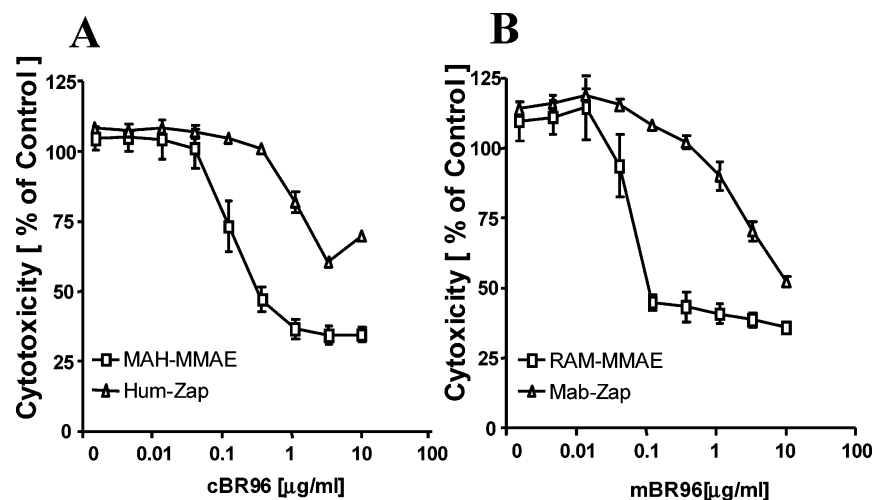 A
Cytotoxicity [ % of Control ]
125
100
75
50
25
0
MAH-MMAE
Hum-Zap
0 0.01 0.1 1 10 100
cBR96 [μg/ml]
B
Cytoxicity [ % of Control]
125
100
75
50
25
0
RAM-MMAE
Mab-Zap
0 0.01 0.1 1 10 100
mBR96[μg/ml]